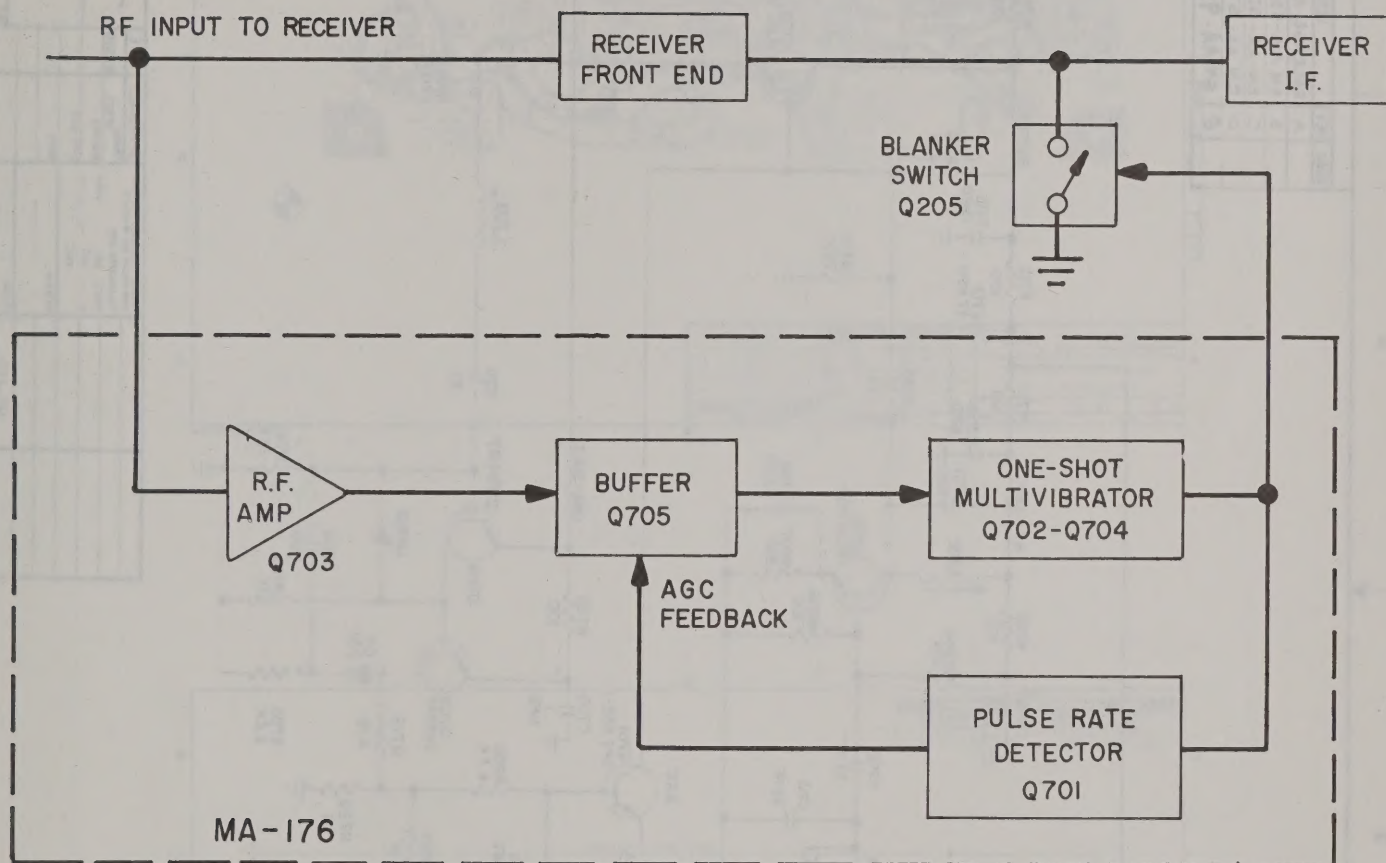 RF INPUT TO RECEIVER
RECEIVER
FRONT END
RECEIVER
I.F.
BLANKER
SWITCH
Q205
R.F.
AMP
Q703
BUFFER
Q705
ONE-SHOT
MULTIVIBRATOR
Q702-Q704
AGC
FEEDBACK
PULSE RATE
DETECTOR
Q701
MA-176